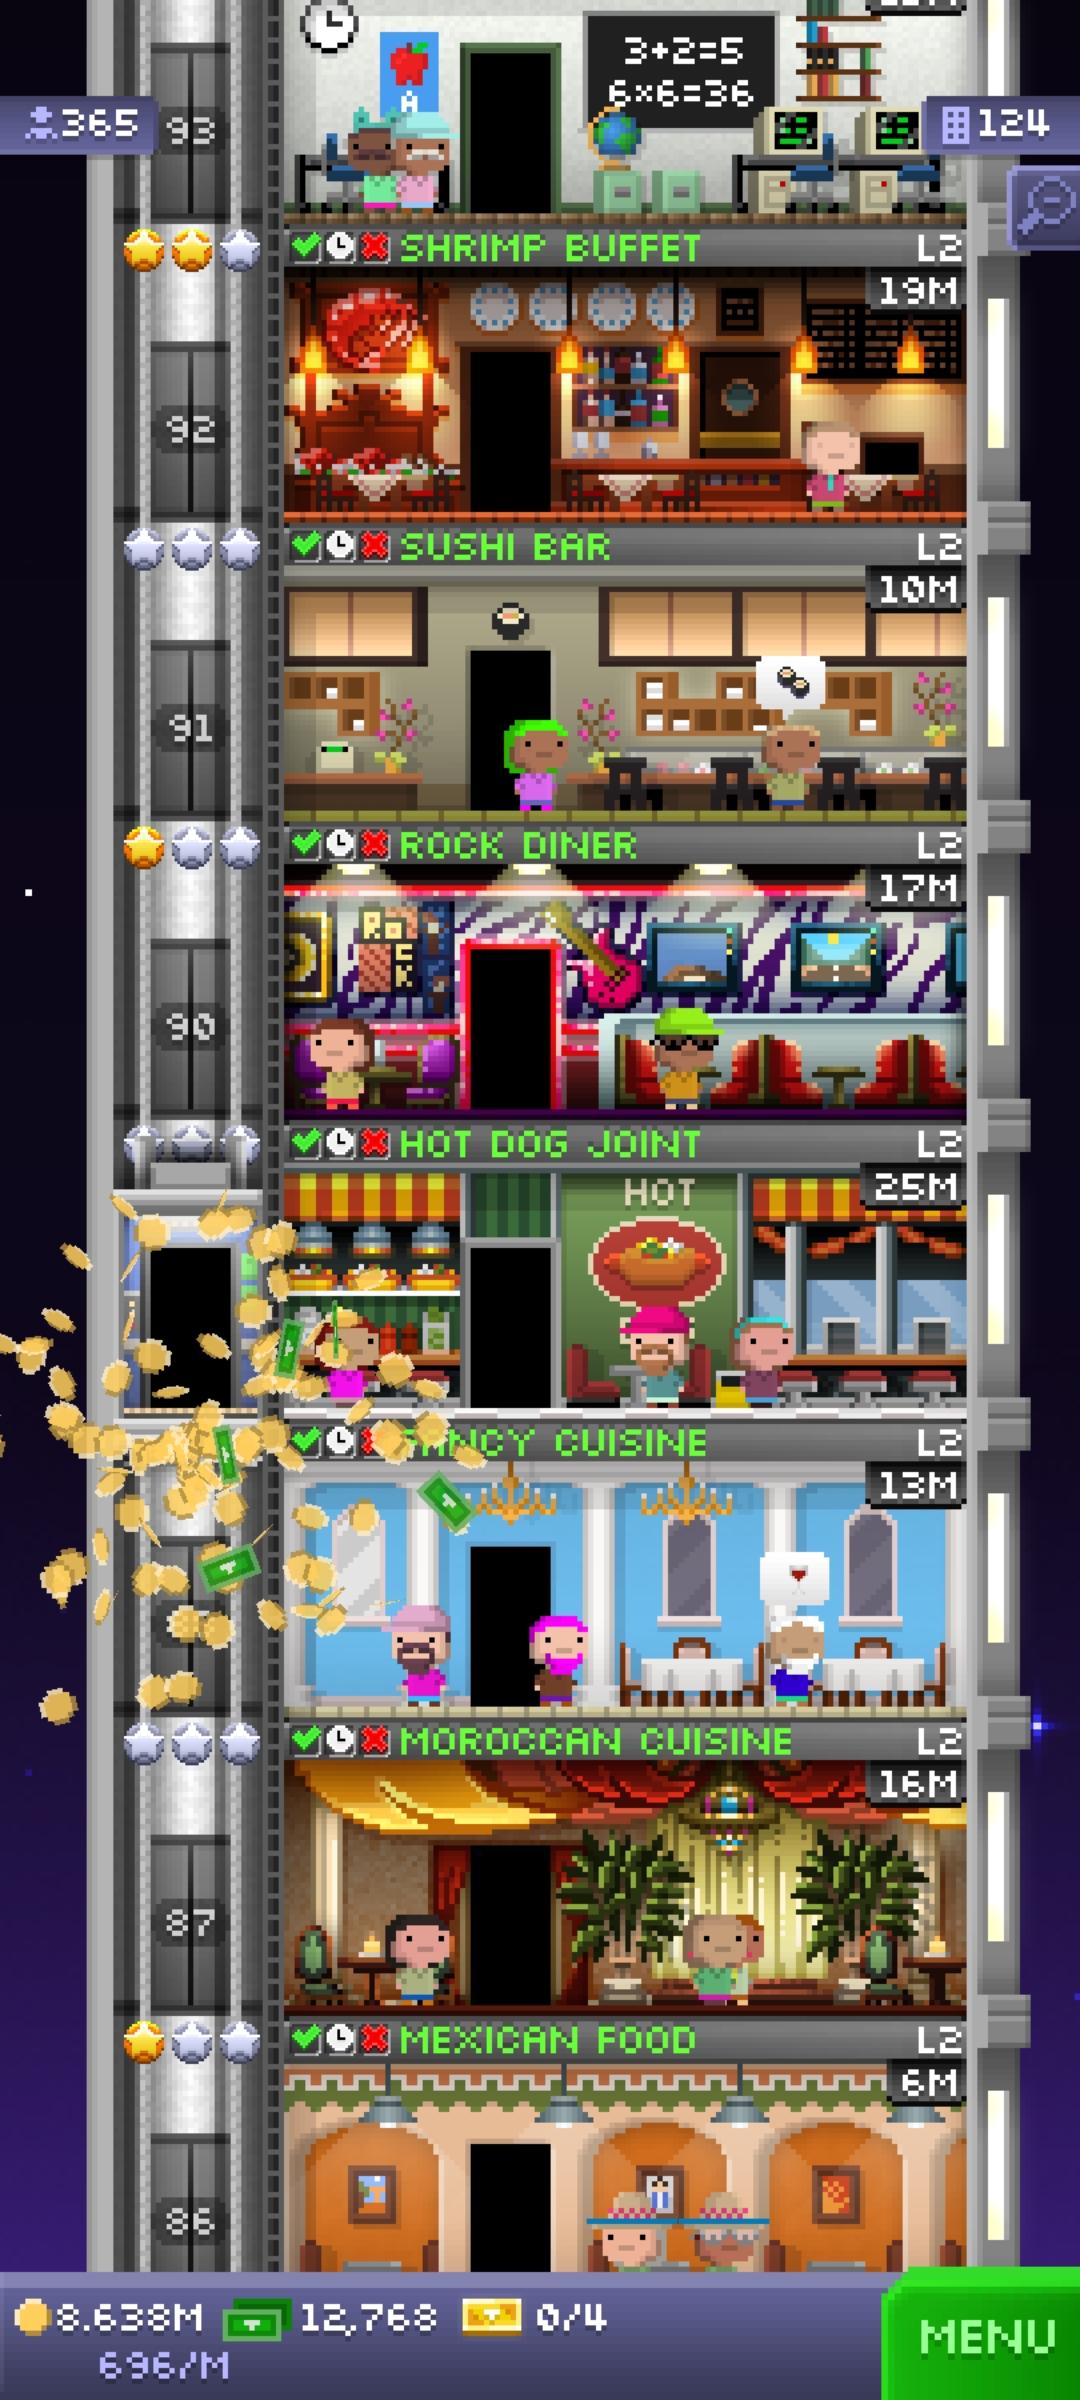 3+2=5
6×6=36
A
365
93
124
SHRIMP BUFFET
L2
19M
92
SUSHI BAR
L2
10M
91
ROCK DINER
L2
17M
ROCK
90
HOT DOG JOINT
L2
25M
HOT
FANCY CUISINE
L2
13M
MOROCCAN CUISINE
L2
16M
87
MEXICAN FOOD
L2
6M
86
8.638M
12,768
0/4
MENU
696/M